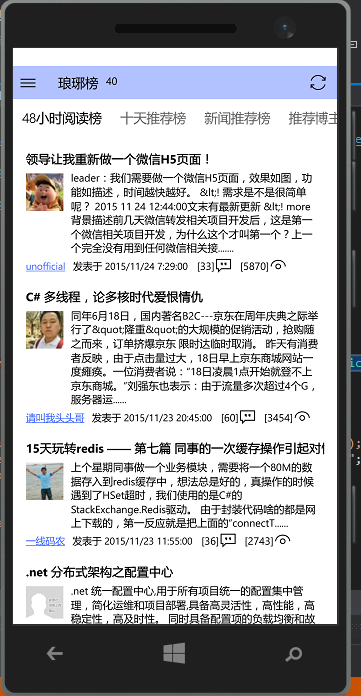 琅琊榜 40
48小时阅读榜 十天推荐榜 新闻推荐榜 推荐博主
领导让我重新做一个微信H5页面！
leader：我们需要做一个微信H5页面，效果如图，功
能如描述，时间越快越好。 &lt;! 需求是不是很简单
呢？ 2015 11 24 12:44:00文末有最新更新 &lt;! more
背景描述前几天微信转发相关项目开发后，这是第一
个微信相关项目开发，为什么这个才叫第一个？上一
个完全没有用到任何微信相关接.......
unofficial 发表于 2015/11/24 7:29:00 [33] [5870]
C# 多线程，论多核时代爱恨情仇
同年6月18日，国内著名B2C---京东在周年庆典之际举
行了&quot;隆重&quot;的大规模的促销活动，抢购随
之而来，订单挤爆京东 限时达临时取消。 昨天有消费
者反映，由于点击量过大，18日早上京东商城网站一
度瘫痪。一位消费者说：“18日凌晨1点开始就登不上
京东商城。”刘强东也表示：由于流量多次超过4个G，
服务器运......
请叫我头头哥 发表于 2015/11/23 20:45:00 [60] [3454]
15天玩转redis —— 第七篇 同事的一次缓存操作引起对
上个星期同事做一个业务模块，需要将一个80M的数
据存入到redis缓存中，想法总是好的，真操作的时候
遇到了HSet超时，我们使用的是C#的
StackExchange.Redis驱动。 由于封装代码啥的都是网
上下载的，第一反应就是把上面的“connectT......
一线码农 发表于 2015/11/23 11:55:00 [36] [2743]
.net 分布式架构之配置中心
.net 统一配置中心,用于所有项目统一的配置集中管
理，简化运维和项目部署,具备高灵活性，高性能，高
稳定性，高及时性。 同时具备配置项的负载均衡和故